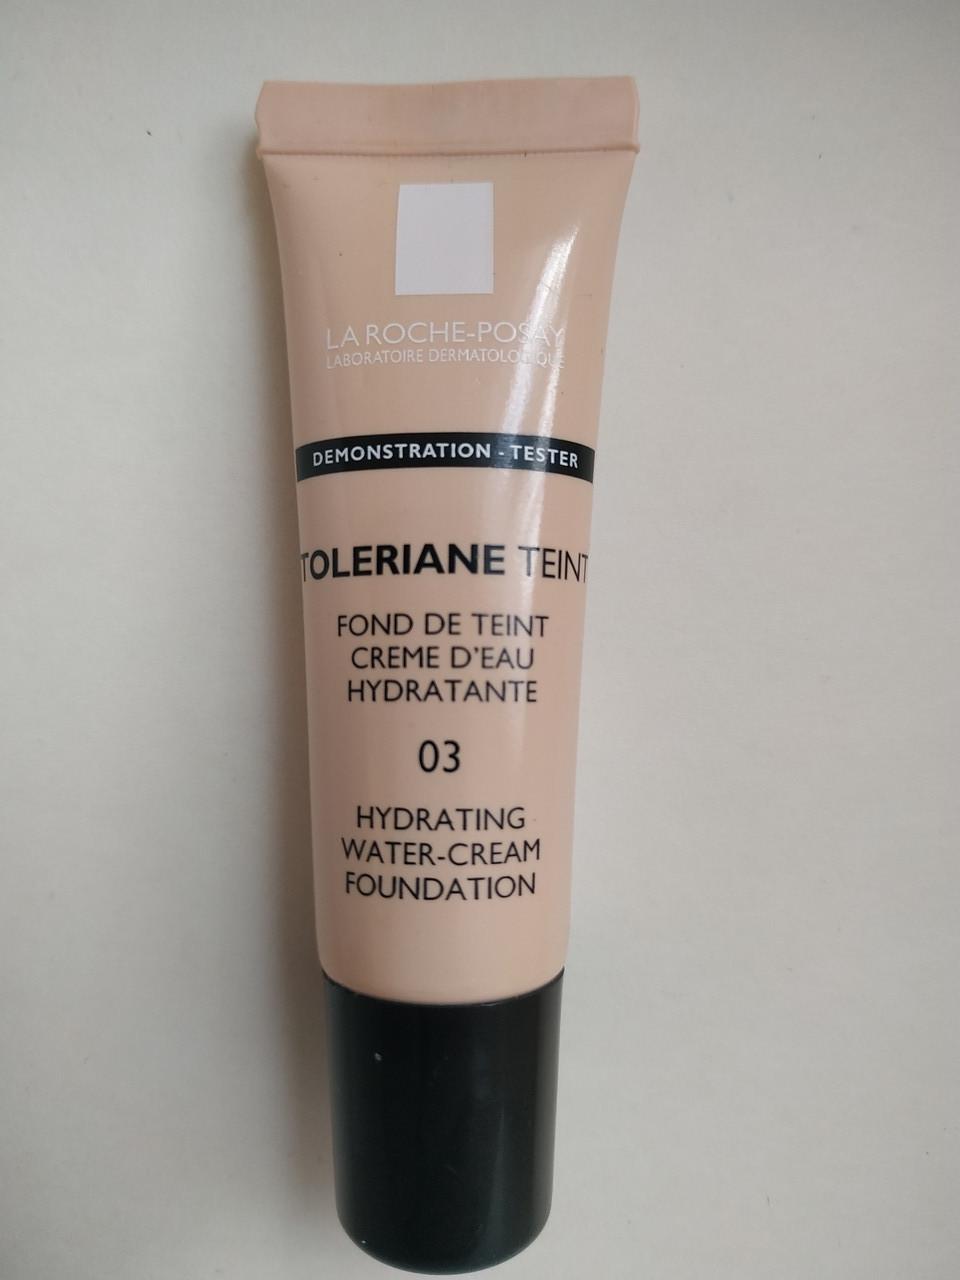 LA ROCHE-POSAY
LABORATOIRE DERMATOLOGIQUE
DEMONSTRATION - TESTER
TOLERIANE TEINT
FOND DE TEINT
CREME D'EAU
HYDRATANTE
03
HYDRATING
WATER-CREAM
FOUNDATION